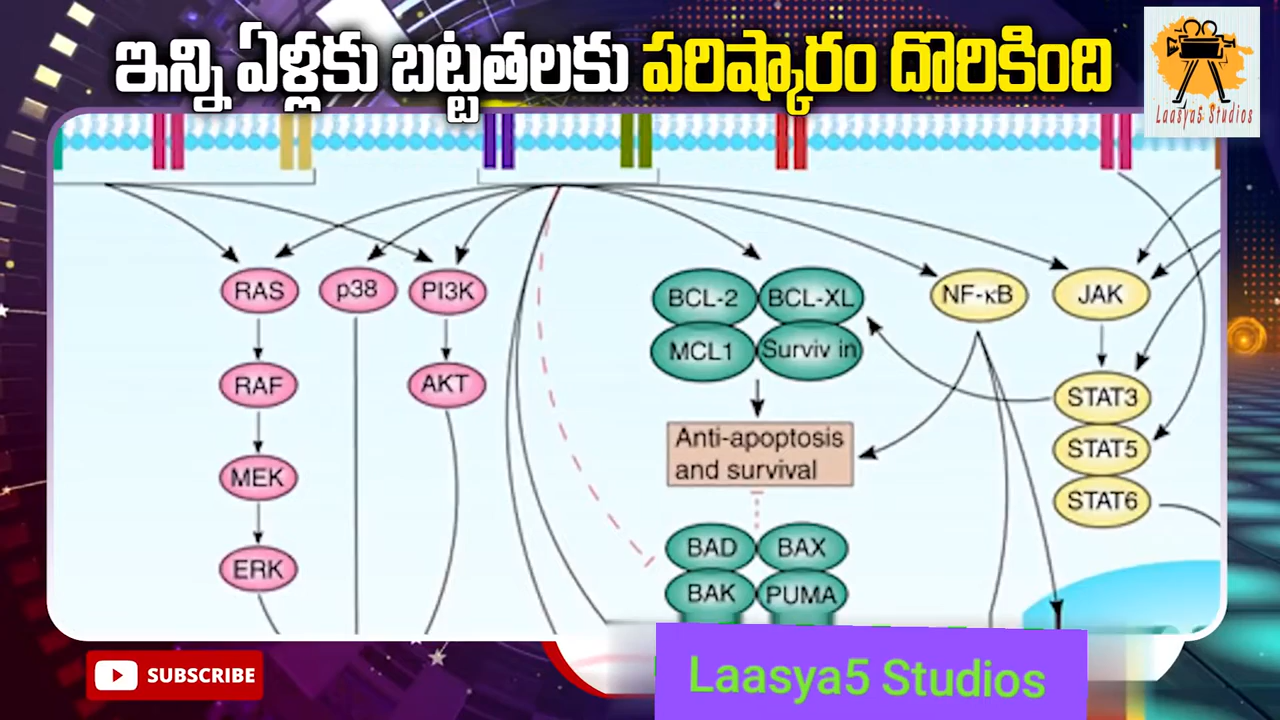 ఇన్ని ఏళ్లకు బట్టతలకు పరిష్కారం దొరికింది
Laasya5 Studios
RAS
p38
PI3K
BCL-2
BCL-XL
NF-κB
JAK
MCL1
Surviv in
RAF
AKT
STAT3
Anti-apoptosis
and survival
STAT5
MEK
STAT6
BAD
BAX
ERK
BAK
PUMA
SUBSCRIBE
Laasya5 Studios